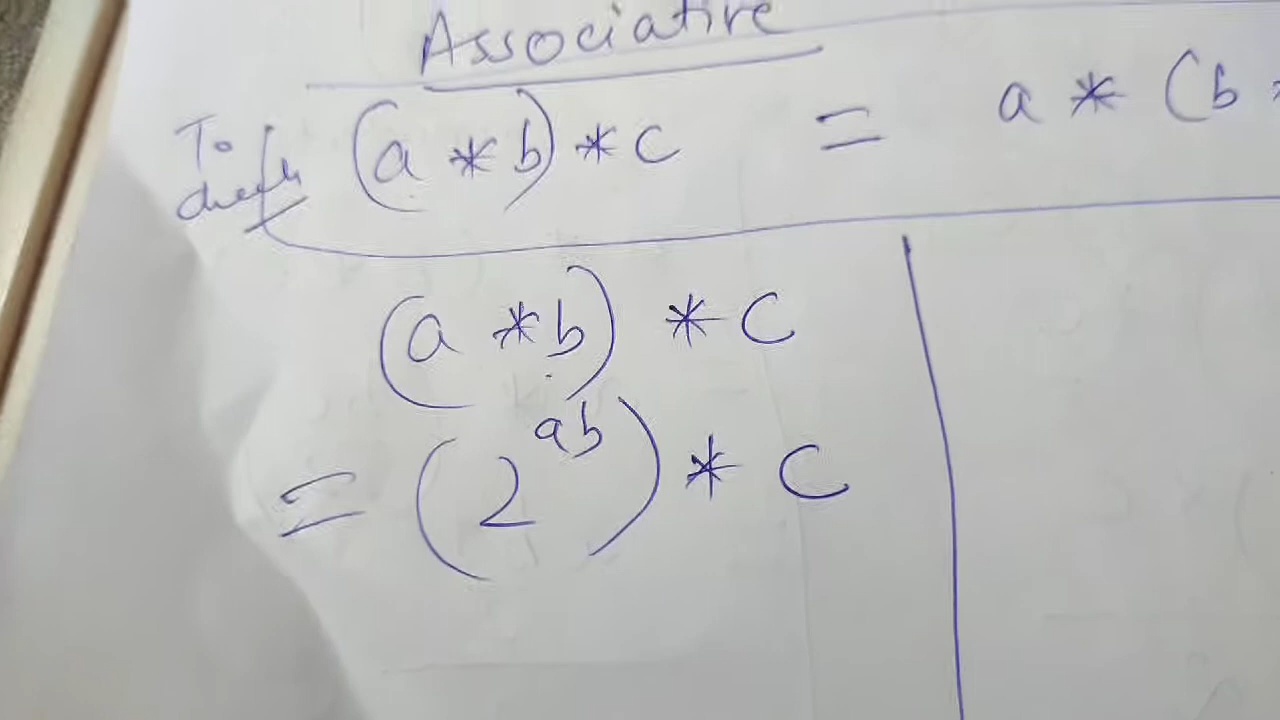 Associative
To check (a * b) * c = a * (b *
(a * b) * c
= (2^{ab}) * c